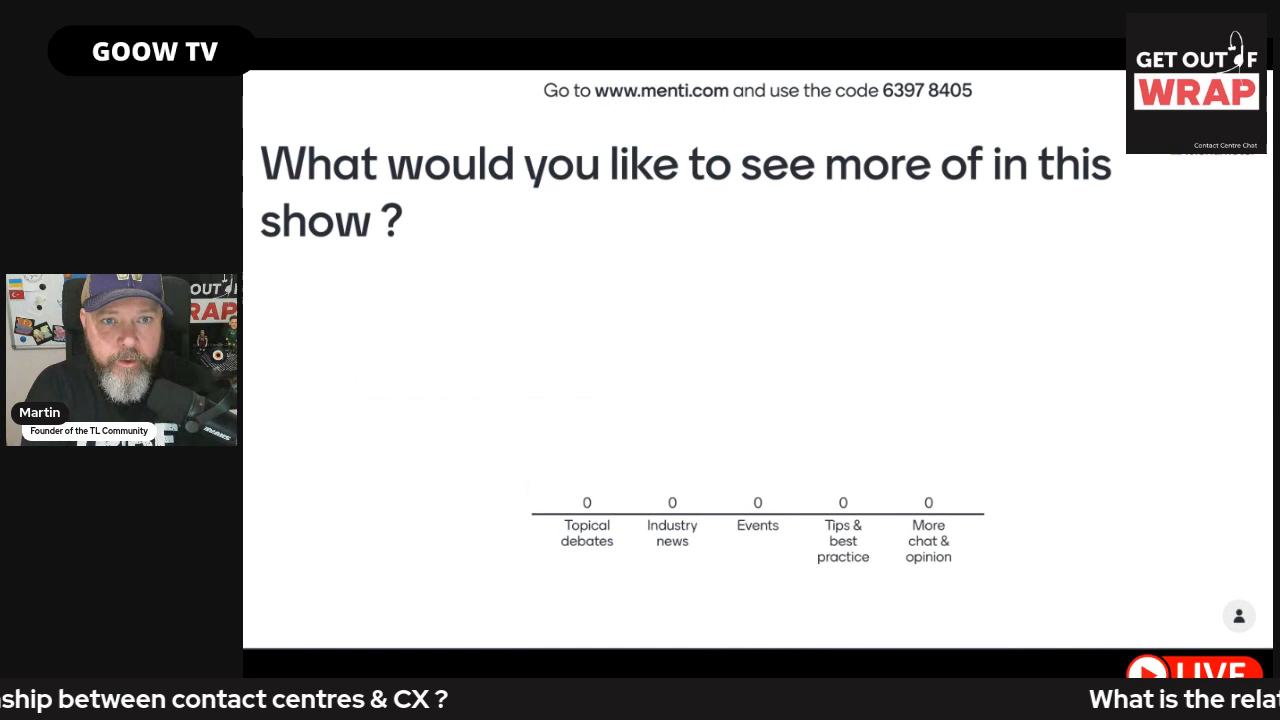 GOOW TV
GET OUT OF
WRAP
Contact Centre Chat
Go to www.menti.com and use the code 6397 8405
What would you like to see more of in this
show ?
OUT
RAP
Martin
Founder of the TL Community
0 0 0 0 0
Topical debates
Industry news
Events
Tips & best practice
More chat & opinion
LIVE
nship between contact centres & CX ?
What is the relat